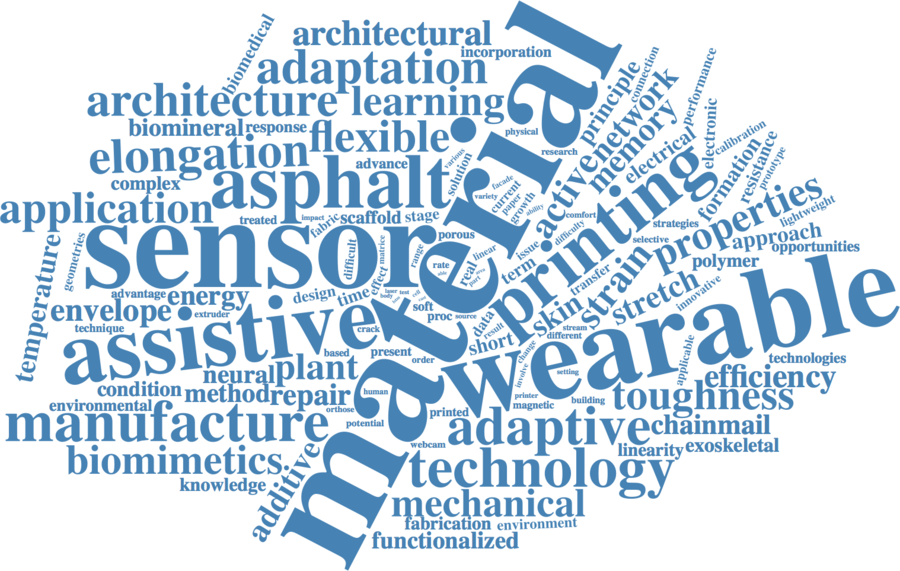 architectural
incorporation
biomedical
adaptation
architecture
learning
biomineral
response
flexible
physical
principle
connection
network
performance
memory
active
elongation
advance
various
solution
research
electrical
electronic
calibration
complex
asphalt
facade
variety
current
paper
growth
ability
printing
formation
resistance
prototype
application
treated
impact
fabric
scaffold
stage
comfort
difficulty
strategies
properties
lightweight
sensor
material
difficult
matrice
range
porous
linear
issue
selective
approach
opportunities
geometries
temperature
effect
rate
real
term
transfer
strain
polymer
advantage
energy
design
time
laser
text
body
soft
part
skin
stretch
innovative
envelope
extruder
technique
assistive
crack
proc
source
data
result
short
stream
different
wearable
based
present
order
change
involve
setting
applicable
technologies
neural
plant
condition
method
repair
human
printer
magnetic
building
efficiency
environmental
orthose
potential
printed
toughness
manufacture
webcam
adaptive
chainmail
linearity
exoskeletal
biomimetics
knowledge
additive
technology
mechanical
fabrication
environment
functionalized